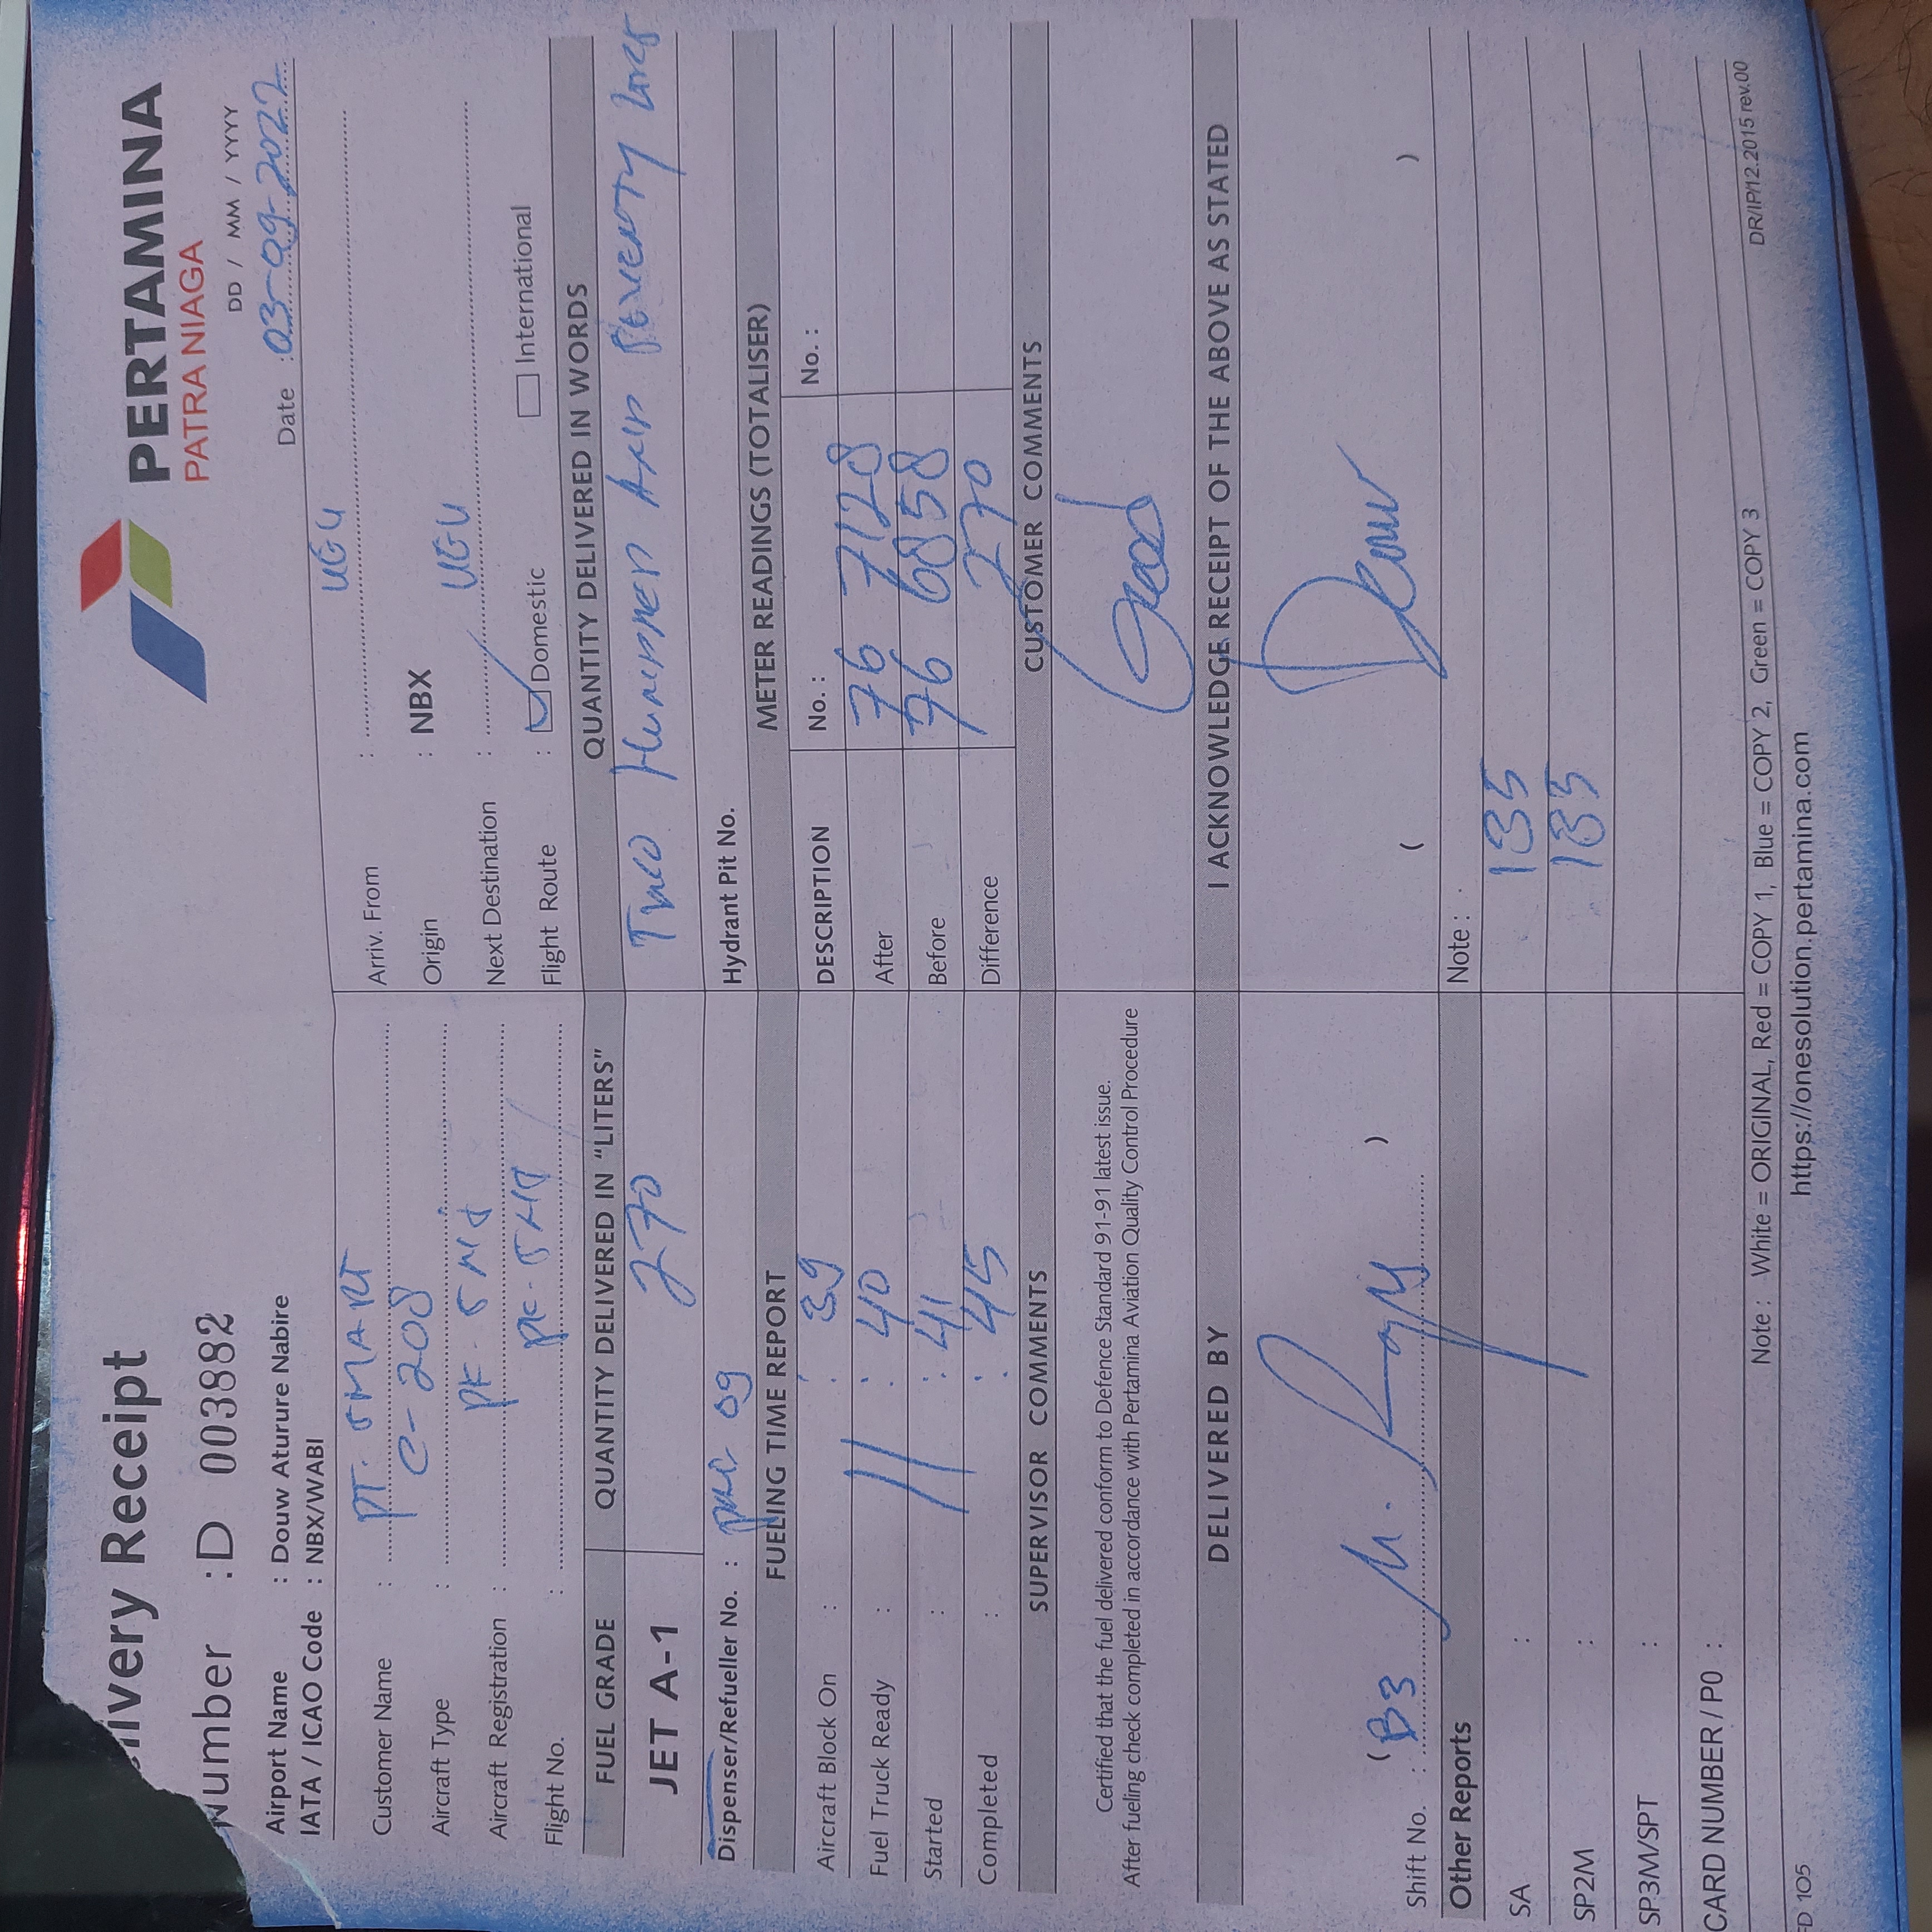 ivery Receipt
Number : D 003882
PERTAMINA
PATRA NIAGA
DD / MM / YYYY
Date : 03-09-2022
Airport Name : Douw Aturure Nabire
IATA / ICAO Code : NBX/WABI
Customer Name : PT. SMART
Aircraft Type : C-208
Aircraft Registration : PK-
Flight No. : PK-
Arriv. From : UGU
Origin : NBX
Next Destination : UGU
Flight Route : Domestic International
FUEL GRADE QUANTITY DELIVERED IN "LITERS" QUANTITY DELIVERED IN WORDS
JET A-1 270 Two Hundred And Seventy
Dispenser/Refueller No. : 09 Hydrant Pit No.
FUELING TIME REPORT METER READINGS (TOTALISER)
DESCRIPTION No. : No. :
Aircraft Block On : : 39
Fuel Truck Ready : 11 : 40 After 76 7128
Started : : 41 Before 76 6858
Completed : : 45 Difference 270
SUPERVISOR COMMENTS CUSTOMER COMMENTS
Good
Certified that the fuel delivered conform to Defence Standard 91-91 latest issue.
After fueling check completed in accordance with Pertamina Aviation Quality Control Procedure
DELIVERED BY I ACKNOWLEDGE RECEIPT OF THE ABOVE AS STATED
Shift No. : ( B3 ) ( )
Other Reports Note :
SA : 135
SP2M : 135
SP3M/SPT :
CARD NUMBER / P0 :
Note : White = ORIGINAL, Red = COPY 1, Blue = COPY 2, Green = COPY 3 DR/IP/12.2015 rev.00
ED 105 https://onesolution.pertamina.com